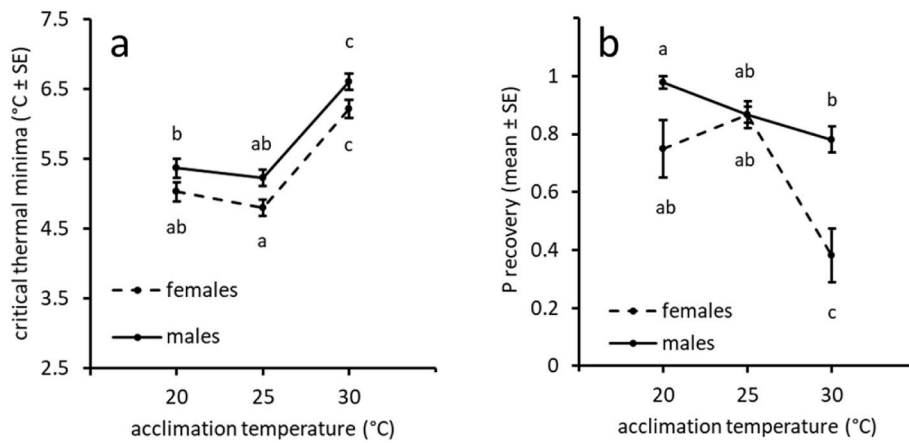 a
critical thermal minima (°C ± SE)
8.5
7.5
6.5
5.5
4.5
3.5
2.5
b
ab
c
ab
a
c
females
males
20
25
30
acclimation temperature (°C)
b
P recovery (mean ± SE)
1
0.8
0.6
0.4
0.2
0
a
ab
b
ab
ab
c
females
males
20
25
30
acclimation temperature (°C)